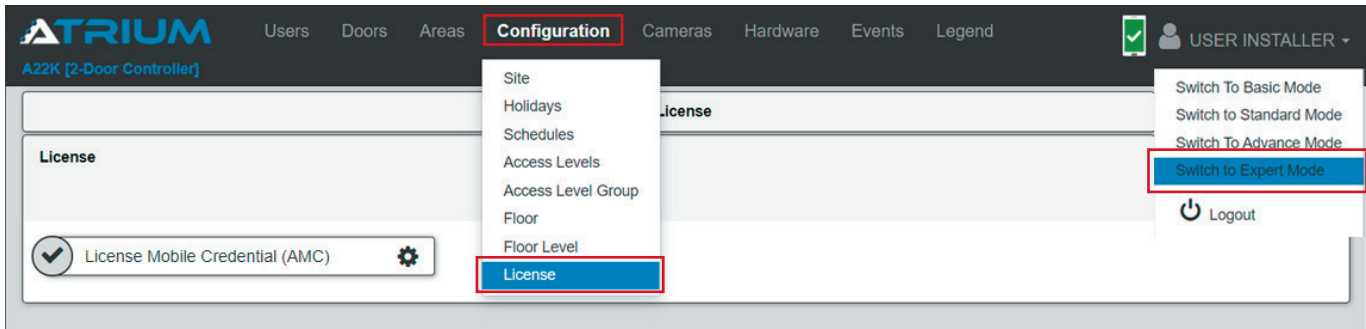 ATRIUM Users Doors Areas Configuration Cameras Hardware Events Legend USER INSTALLER
A22K [2-Door Controller]
Site
Holidays
Schedules
Access Levels
Access Level Group
Floor
Floor Level
License
Switch To Basic Mode
Switch to Standard Mode
Switch To Advance Mode
Switch to Expert Mode
Logout
License
License
License Mobile Credential (AMC)